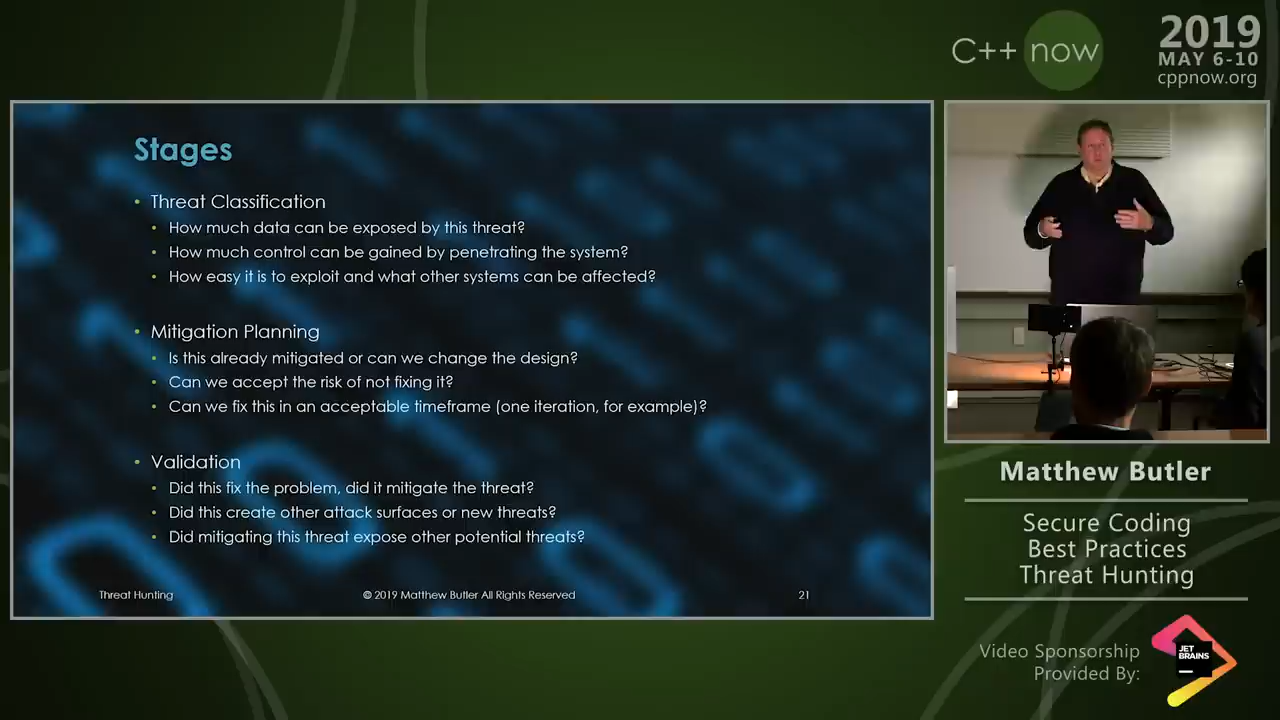 C++ now
2019
MAY 6-10
cppnow.org
Stages
• Threat Classification
• How much data can be exposed by this threat?
• How much control can be gained by penetrating the system?
• How easy it is to exploit and what other systems can be affected?
• Mitigation Planning
• Is this already mitigated or can we change the design?
• Can we accept the risk of not fixing it?
• Can we fix this in an acceptable timeframe (one iteration, for example)?
• Validation
• Did this fix the problem, did it mitigate the threat?
• Did this create other attack surfaces or new threats?
• Did mitigating this threat expose other potential threats?
Threat Hunting
© 2019 Matthew Butler All Rights Reserved
21
Matthew Butler
Secure Coding
Best Practices
Threat Hunting
Video Sponsorship
Provided By:
JET
BRAINS